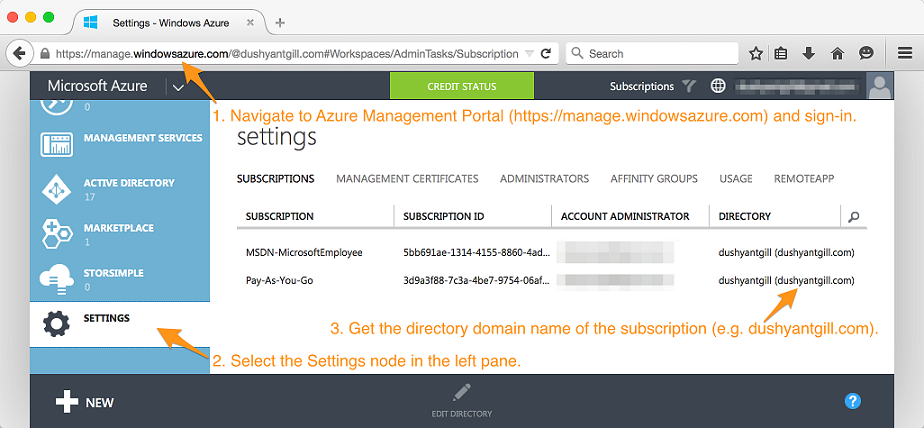 Settings - Windows Azure
https://manage.windowsazure.com/@dushyantgill.com#Workspaces/AdminTasks/Subscription
Search
Microsoft Azure
CREDIT STATUS
Subscriptions
1. Navigate to Azure Management Portal (https://manage.windowsazure.com) and sign-in.
0
MANAGEMENT SERVICES
ACTIVE DIRECTORY
17
MARKETPLACE
1
STORSIMPLE
0
SETTINGS
settings
SUBSCRIPTIONS MANAGEMENT CERTIFICATES ADMINISTRATORS AFFINITY GROUPS USAGE REMOTEAPP
SUBSCRIPTION SUBSCRIPTION ID ACCOUNT ADMINISTRATOR DIRECTORY
MSDN-MicrosoftEmployee 5bb691ae-1314-4155-8860-4ad... dushyantgill (dushyantgill.com)
Pay-As-You-Go 3d9a3f88-7c3a-4be7-9754-06af... dushyantgill (dushyantgill.com)
3. Get the directory domain name of the subscription (e.g. dushyantgill.com).
2. Select the Settings node in the left pane.
NEW
EDIT DIRECTORY
?